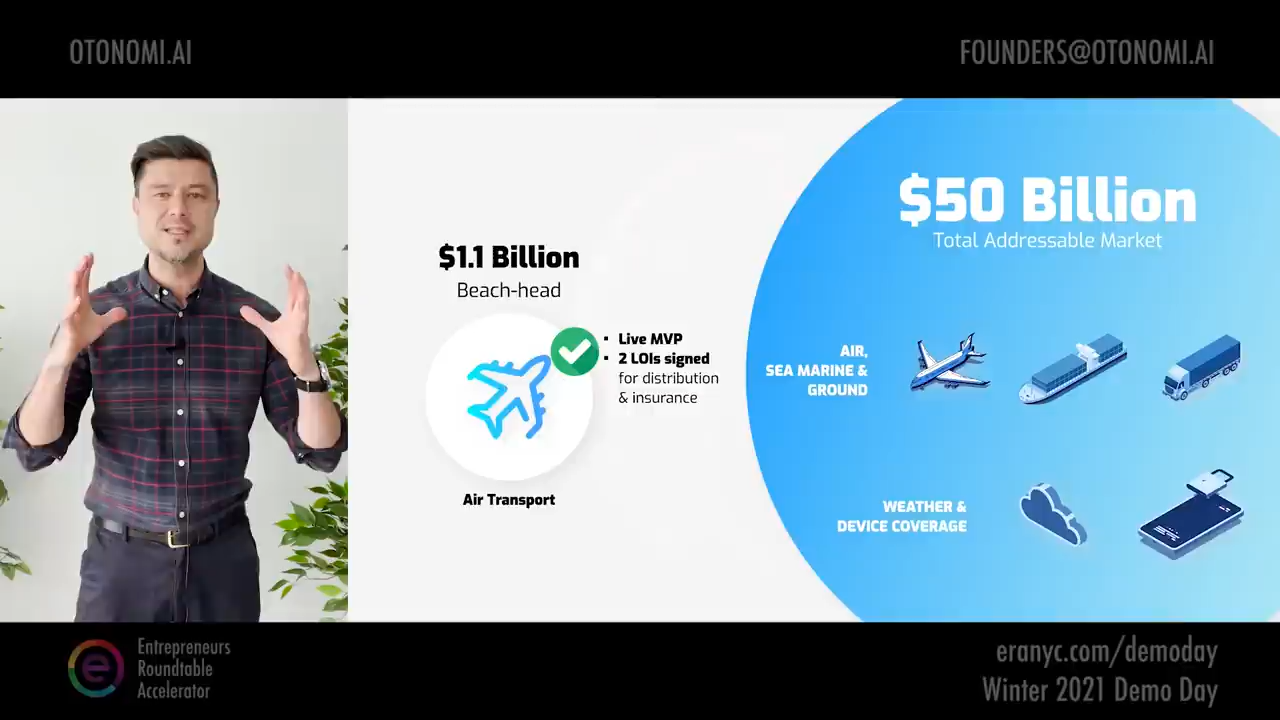 OTONOMI.AI
FOUNDERS@OTONOMI.AI
$1.1 Billion
Beach-head
▪ Live MVP
▪ 2 LOIs signed
for distribution
& insurance
Air Transport
$50 Billion
Total Addressable Market
AIR,
SEA MARINE &
GROUND
WEATHER &
DEVICE COVERAGE
e
Entrepreneurs
Roundtable
Accelerator
eranyc.com/demoday
Winter 2021 Demo Day